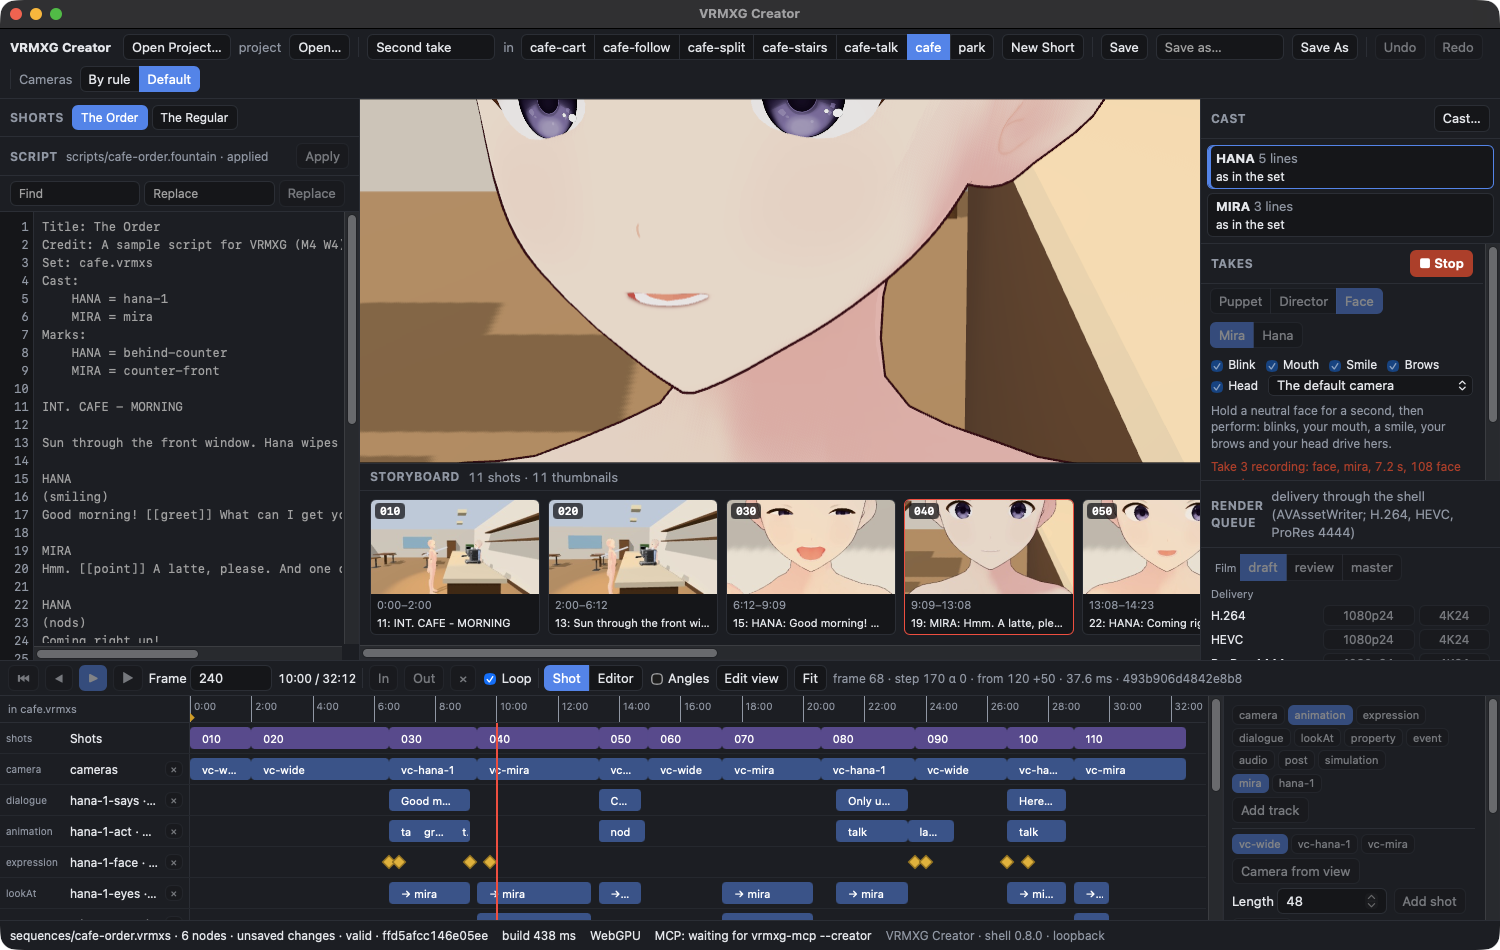 VRMXG Creator
VRMXG Creator Open Project... project Open... Second take in cafe-cart cafe-follow cafe-split cafe-stairs cafe-talk cafe park New Short Save Save as... Save As Undo Redo
Cameras By rule Default
SHORTS The Order The Regular
SCRIPT scripts/cafe-order.fountain · applied Apply
Find Replace Replace
1 Title: The Order
2 Credit: A sample script for VRMXG (M4 W4)
3 Set: cafe.vrmxs
4 Cast:
5 HANA = hana-1
6 MIRA = mira
7 Marks:
8 HANA = behind-counter
9 MIRA = counter-front
10
11 INT. CAFE - MORNING
12
13 Sun through the front window. Hana wipes
14
15 HANA
16 (smiling)
17 Good morning! [[greet]] What can I get yo
18
19 MIRA
20 Hmm. [[point]] A latte, please. And one
21
22 HANA
23 (nods)
24 Coming right up!
25
STORYBOARD 11 shots · 11 thumbnails
010 020 030 040 050
0:00–2:00 2:00–6:12 6:12–9:09 9:09–13:08 13:08–14:23
11: INT. CAFE - MORNING 13: Sun through the front wi... 15: HANA: Good morning! ... 19: MIRA: Hmm. A latte, ple... 22: HANA: Coming rig
CAST Cast...
HANA 5 lines
as in the set
MIRA 3 lines
as in the set
TAKES Stop
Puppet Director Face
Mira Hana
Blink Mouth Smile Brows
Head The default camera
Hold a neutral face for a second, then
perform: blinks, your mouth, a smile, your
brows and your head drive hers.
Take 3 recording: face, mira, 7.2 s, 108 face
RENDER QUEUE
delivery through the shell
(AVAssetWriter; H.264, HEVC,
ProRes 4444)
Film draft review master
Delivery
H.264 1080p24 4K24
HEVC 1080p24 4K24
Frame 240 10:00 / 32:12 In Out × Loop Shot Editor Angles Edit view Fit frame 68 · step 170 α 0 · from 120 +50 · 37.6 ms · 493b906d4842e8b8
in cafe.vrmxs 0:00 2:00 4:00 6:00 8:00 10:00 12:00 14:00 16:00 18:00 20:00 22:00 24:00 26:00 28:00 30:00 32:00
shots Shots 010 020 030 040 050 060 070 080 090 100 110
camera cameras × vc-w... vc-wide vc-hana-1 vc-mira vc... vc-wide vc-mira vc-hana-1 vc-wide vc-ha... vc-mira
dialogue hana-1-says ·... × Good m... C... Only u... Here...
animation hana-1-act · ... × ta gr... t. nod talk la... talk
expression hana-1-face · ... ×
lookAt hana-1-eyes ·... × → mira → mira →... → mira → mira → mi... →...
camera animation expression
dialogue lookAt property event
audio post simulation
mira hana-1
Add track
vc-wide vc-hana-1 vc-mira
Camera from view
Length 48 Add shot
sequences/cafe-order.vrmxs · 6 nodes · unsaved changes · valid · ffd5afcc146e05ee build 438 ms WebGPU MCP: waiting for vrmxg-mcp --creator VRMXG Creator · shell 0.8.0 · loopback